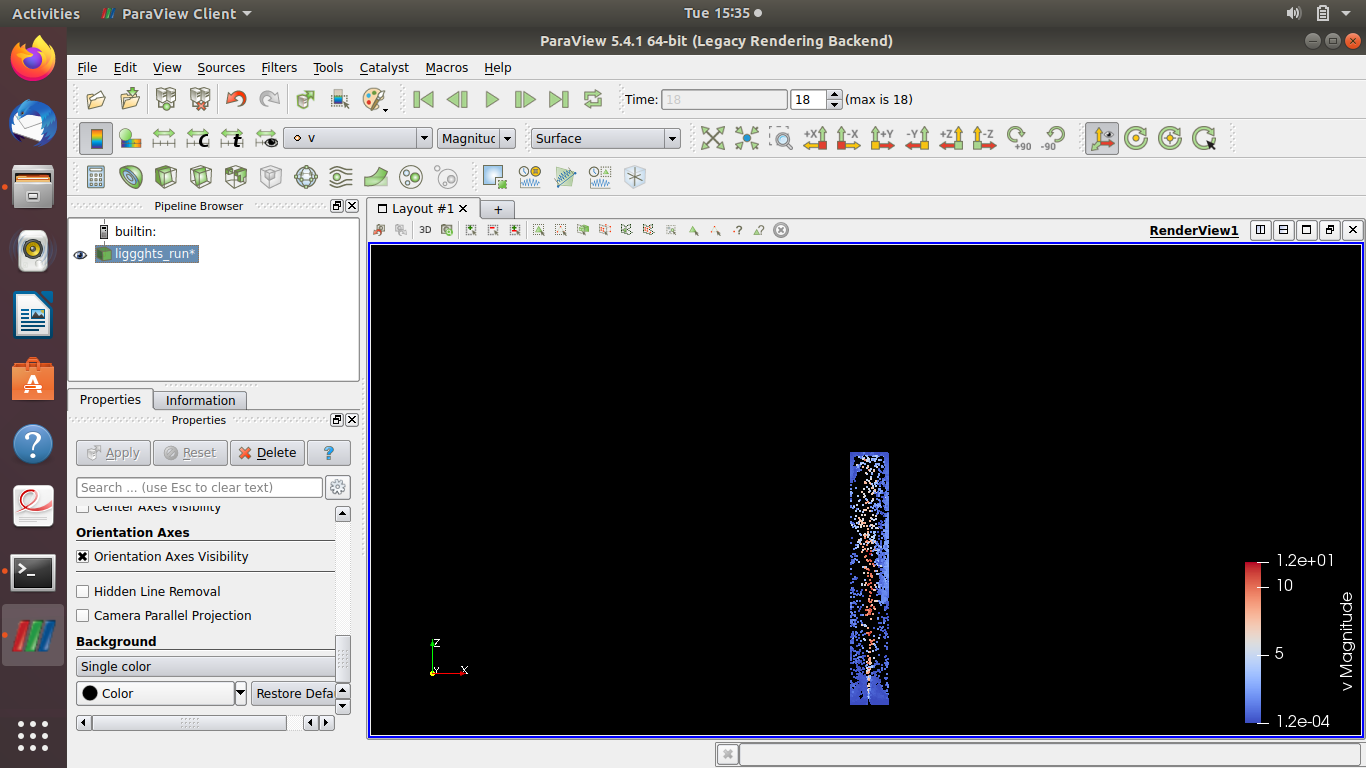 Activities ParaView Client Tue 15:35
ParaView 5.4.1 64-bit (Legacy Rendering Backend)
File Edit View Sources Filters Tools Catalyst Macros Help
Time: 18 18 (max is 18)
C t v Magnituc Surface +X -X +Y -Y +Z -Z +90 -90
Pipeline Browser
Layout #1 +
builtin:
liggghts_run*
3D RenderView1
Properties Information
Properties
Apply Reset Delete ?
Search ... (use Esc to clear text)
Center Axes Visibility
Orientation Axes
Orientation Axes Visibility
Hidden Line Removal
Camera Parallel Projection
Background
Single color
Color Restore Defa
Z
Y X
1.2e+01
10
5
1.2e-04
v Magnitude